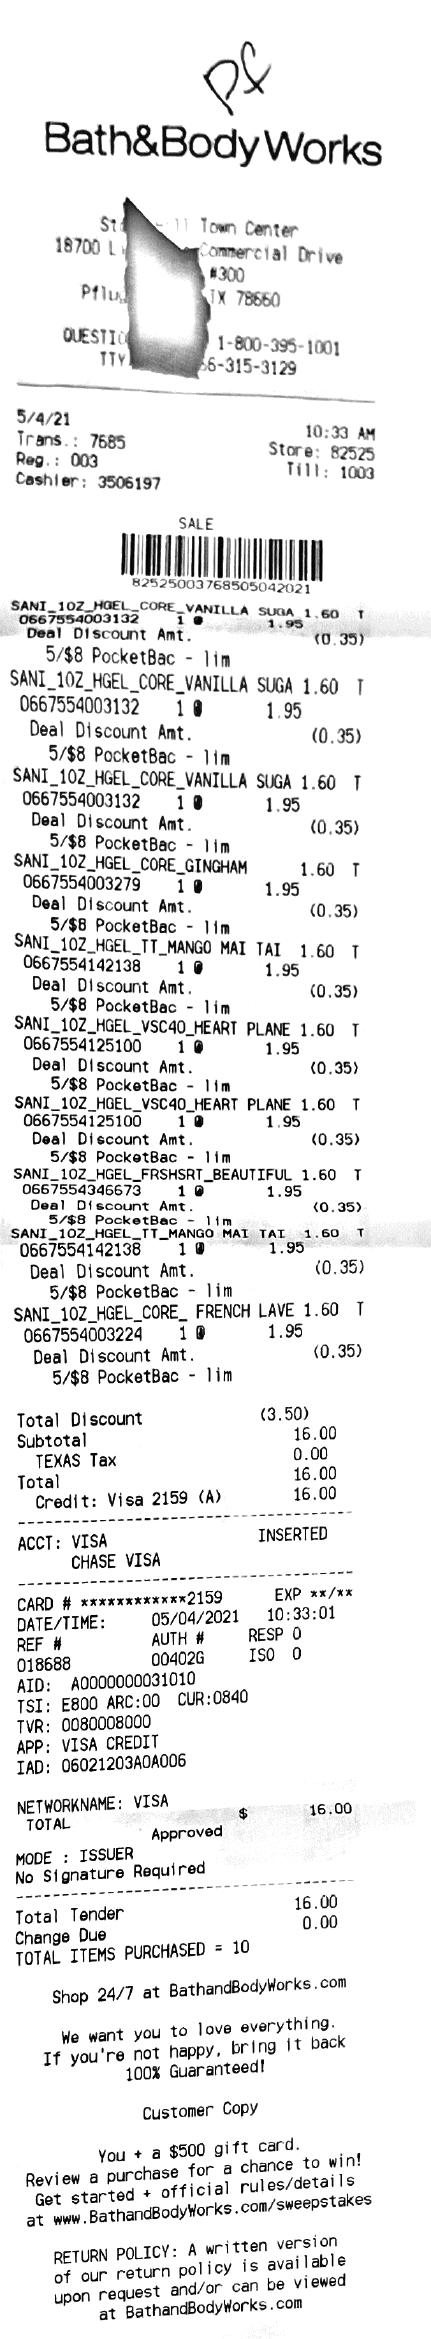 pf
Bath&Body Works
Town Center
18700 Commercial Drive
#300
TX 78660
1-800-395-1001
TTY 6-315-3129
5/4/21 10:33 AM
Trans.: 7685 Store: 82525
Reg.: 003 Till: 1003
Cashier: 3506197
SALE
82525003768505042021
SANI_1OZ_HGEL_CORE_VANILLA SUGA 1.60 T
0667554003132 1 @ 1.95
Deal Discount Amt. (0.35)
5/$8 PocketBac - lim
SANI_1OZ_HGEL_CORE_VANILLA SUGA 1.60 T
0667554003132 1 @ 1.95
Deal Discount Amt. (0.35)
5/$8 PocketBac - lim
SANI_1OZ_HGEL_CORE_VANILLA SUGA 1.60 T
0667554003132 1 @ 1.95
Deal Discount Amt. (0.35)
5/$8 PocketBac - lim
SANI_1OZ_HGEL_CORE_GINGHAM 1.60 T
0667554003279 1 @ 1.95
Deal Discount Amt. (0.35)
5/$8 PocketBac - lim
SANI_1OZ_HGEL_TT_MANGO MAI TAI 1.60 T
0667554142138 1 @ 1.95
Deal Discount Amt. (0.35)
5/$8 PocketBac - lim
SANI_1OZ_HGEL_VSC40_HEART PLANE 1.60 T
0667554125100 1 @ 1.95
Deal Discount Amt. (0.35)
5/$8 PocketBac - lim
SANI_1OZ_HGEL_VSC40_HEART PLANE 1.60 T
0667554125100 1 @ 1.95
Deal Discount Amt. (0.35)
5/$8 PocketBac - lim
SANI_1OZ_HGEL_FRSHSRT_BEAUTIFUL 1.60 T
0667554346673 1 @ 1.95
Deal Discount Amt. (0.35)
5/$8 PocketBac - lim
SANI_1OZ_HGEL_TT_MANGO MAI TAI 1.60 T
0667554142138 1 @ 1.95
Deal Discount Amt. (0.35)
5/$8 PocketBac - lim
SANI_1OZ_HGEL_CORE_ FRENCH LAVE 1.60 T
0667554003224 1 @ 1.95
Deal Discount Amt. (0.35)
5/$8 PocketBac - lim
Total Discount (3.50)
Subtotal 16.00
TEXAS Tax 0.00
Total 16.00
Credit: Visa 2159 (A) 16.00
ACCT: VISA INSERTED
CHASE VISA
CARD # ************2159 EXP **/**
DATE/TIME: 05/04/2021 10:33:01
REF # AUTH # RESP 0
018688 00402G ISO 0
AID: A0000000031010
TSI: E800 ARC:00 CUR:0840
TVR: 0080008000
APP: VISA CREDIT
IAD: 06021203A0A006
NETWORKNAME: VISA
TOTAL $ 16.00
Approved
MODE : ISSUER
No Signature Required
Total Tender 16.00
Change Due 0.00
TOTAL ITEMS PURCHASED = 10
Shop 24/7 at BathandBodyWorks.com
We want you to love everything.
If you're not happy, bring it back
100% Guaranteed!
Customer Copy
You + a $500 gift card.
Review a purchase for a chance to win!
Get started + official rules/details
at www.BathandBodyWorks.com/sweepstakes
RETURN POLICY: A written version
of our return policy is available
upon request and/or can be viewed
at BathandBodyWorks.com